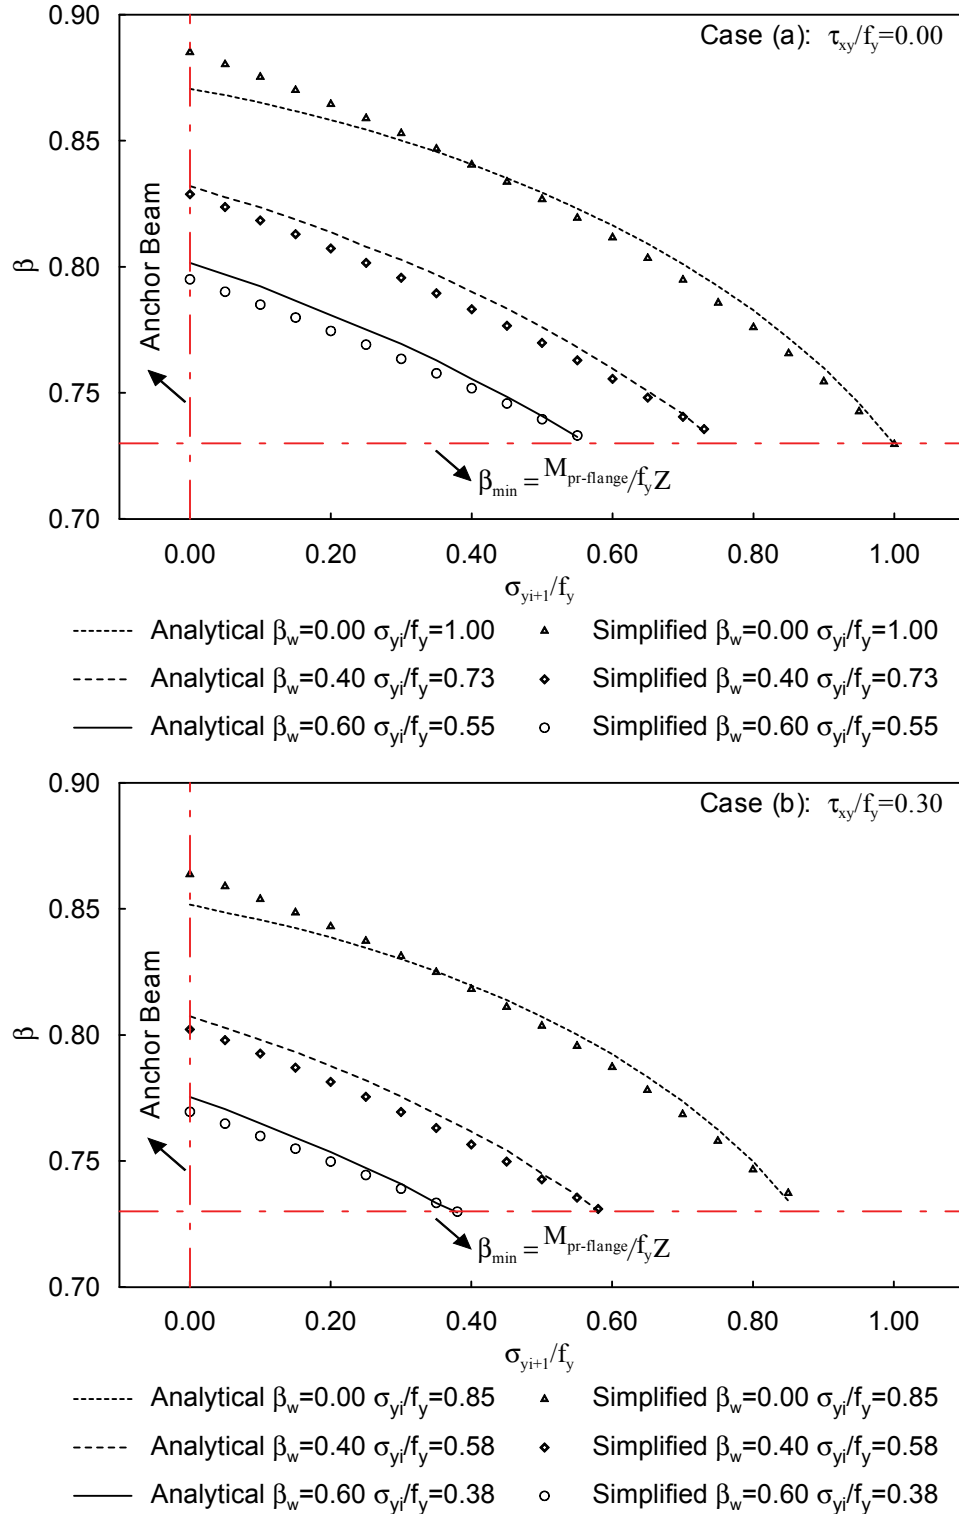 0.90
Case (a): τxy/fy=0.00
0.85
0.80
β
Anchor Beam
0.75
βmin = Mpr-flange/fyZ
0.70
0.00 0.20 0.40 0.60 0.80 1.00
σyi+1/fy
Analytical βw=0.00 σyi/fy=1.00 Simplified βw=0.00 σyi/fy=1.00
Analytical βw=0.40 σyi/fy=0.73 Simplified βw=0.40 σyi/fy=0.73
Analytical βw=0.60 σyi/fy=0.55 Simplified βw=0.60 σyi/fy=0.55
0.90
Case (b): τxy/fy=0.30
0.85
0.80
β
Anchor Beam
0.75
βmin = Mpr-flange/fyZ
0.70
0.00 0.20 0.40 0.60 0.80 1.00
σyi+1/fy
Analytical βw=0.00 σyi/fy=0.85 Simplified βw=0.00 σyi/fy=0.85
Analytical βw=0.40 σyi/fy=0.58 Simplified βw=0.40 σyi/fy=0.58
Analytical βw=0.60 σyi/fy=0.38 Simplified βw=0.60 σyi/fy=0.38